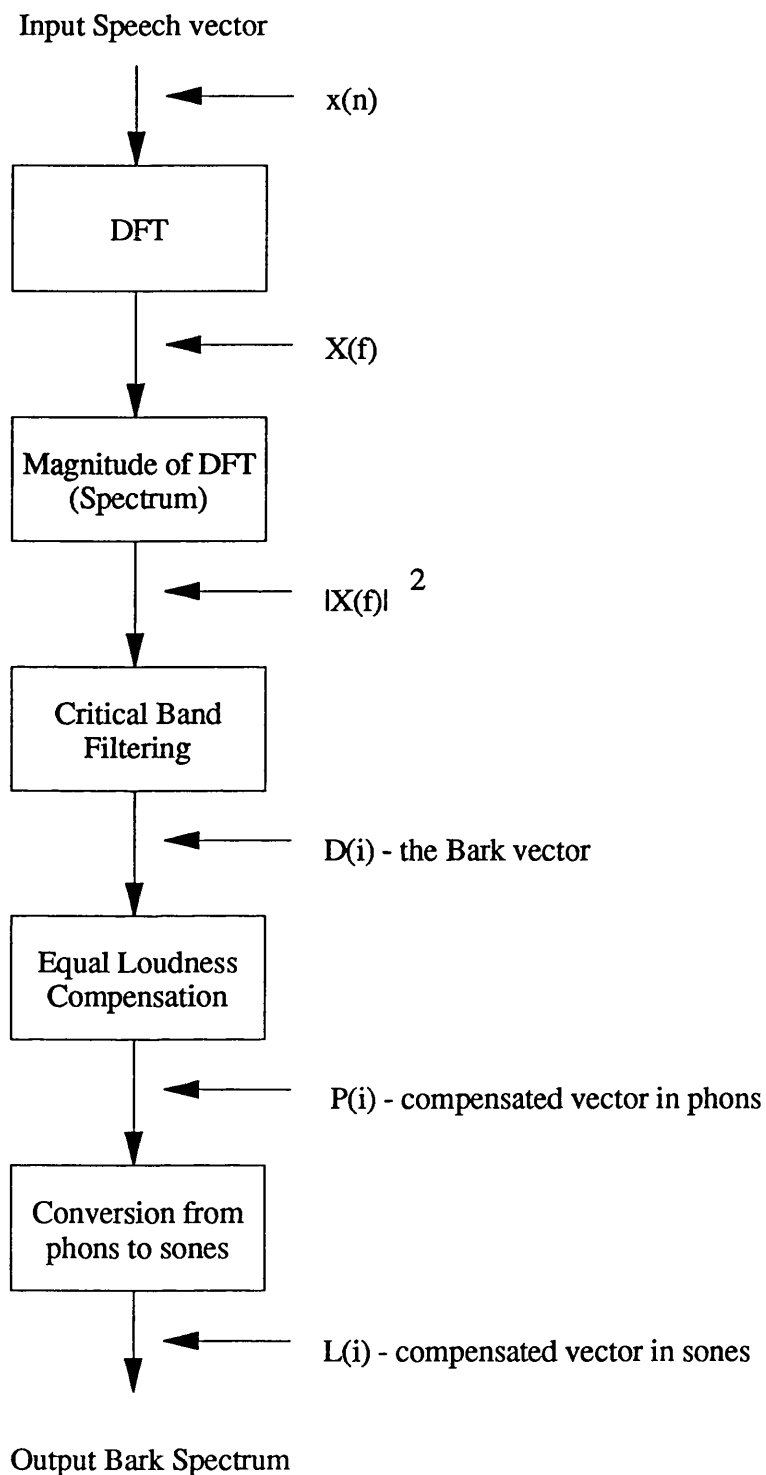 Input Speech vector
x(n)
DFT
X(f)
Magnitude of DFT
(Spectrum)
|X(f)| 2
Critical Band
Filtering
D(i) - the Bark vector
Equal Loudness
Compensation
P(i) - compensated vector in phons
Conversion from
phons to sones
L(i) - compensated vector in sones
Output Bark Spectrum